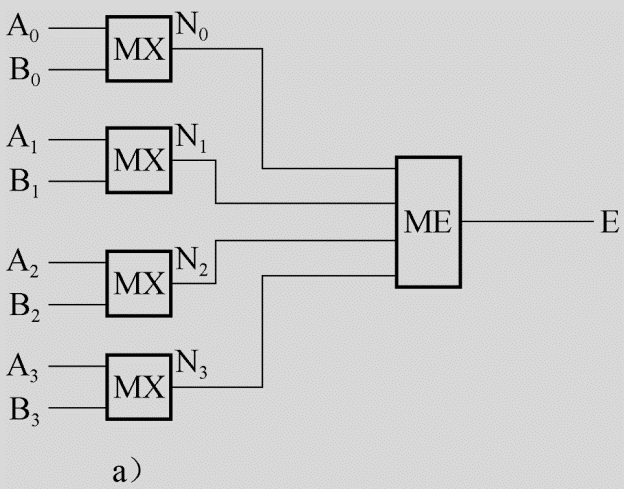 A₀ MX N₀
B₀
A₁ MX N₁
B₁
ME E
A₂ MX N₂
B₂
A₃ MX N₃
B₃
a）